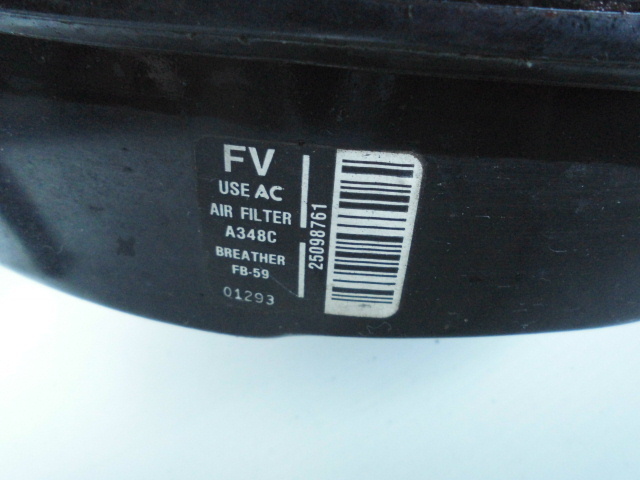 FV
USE AC
AIR FILTER
A348C
BREATHER
FB-59
01293
25098761